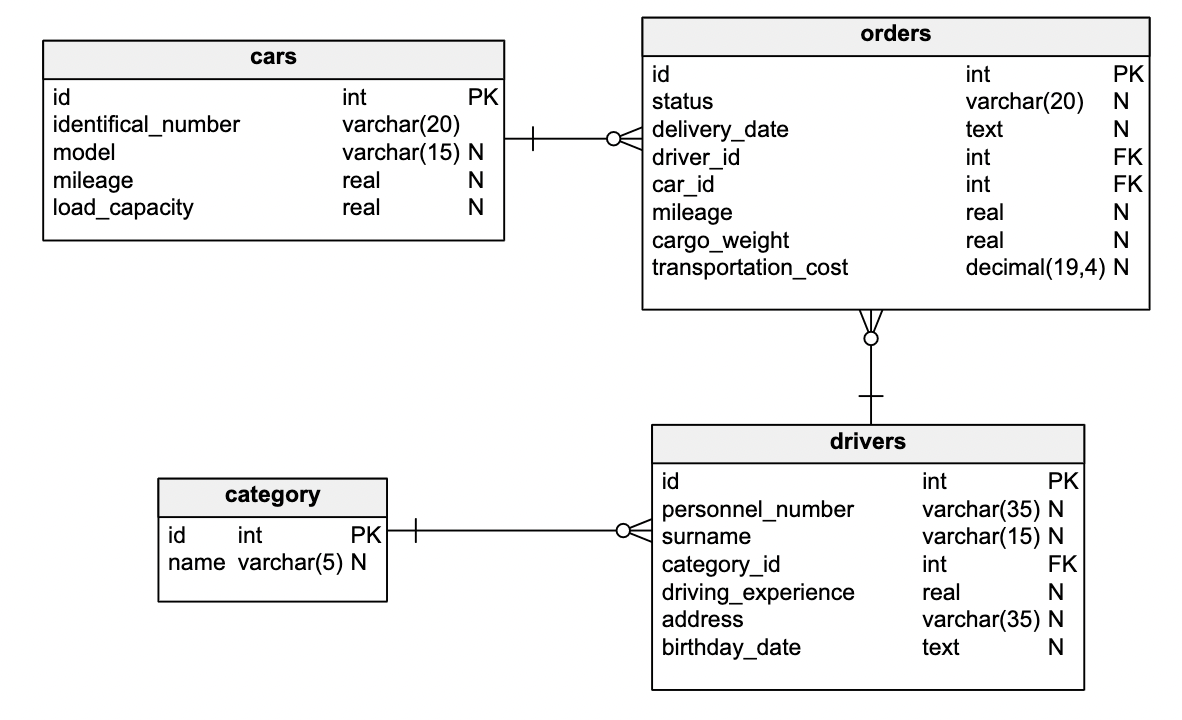 cars
id int PK
identifical_number varchar(20)
model varchar(15) N
mileage real N
load_capacity real N
orders
id int PK
status varchar(20) N
delivery_date text N
driver_id int FK
car_id int FK
mileage real N
cargo_weight real N
transportation_cost decimal(19,4) N
category
id int PK
name varchar(5) N
drivers
id int PK
personnel_number varchar(35) N
surname varchar(15) N
category_id int FK
driving_experience real N
address varchar(35) N
birthday_date text N